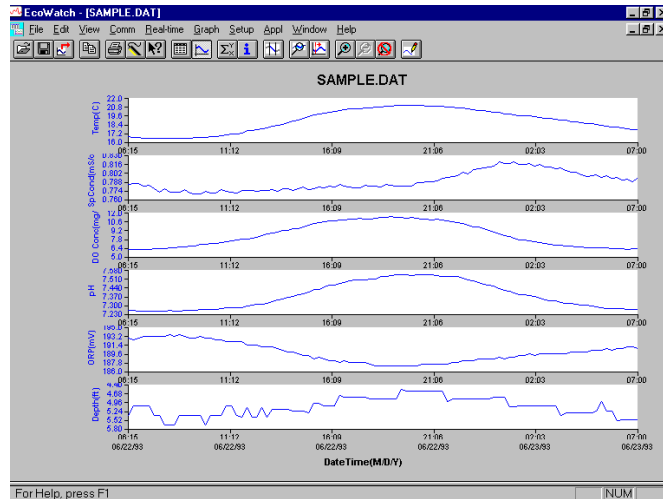 EcoWatch - [SAMPLE.DAT]
File Edit View Comm Real-time Graph Setup Appl Window Help
SAMPLE.DAT
Temp(C)
22.0
20.8
19.6
18.4
17.2
16.0
06:15 11:12 16:09 21:06 02:03 07:00
SpCond(mS/c
0.830
0.816
0.802
0.788
0.774
0.760
06:15 11:12 16:09 21:06 02:03 07:00
DO Conc(mg/
12.0
10.6
9.2
7.8
6.4
5.0
06:15 11:12 16:09 21:06 02:03 07:00
pH
7.580
7.510
7.440
7.370
7.300
7.230
06:15 11:12 16:09 21:06 02:03 07:00
ORP(mV)
195.0
193.2
191.4
189.6
187.8
186.0
06:15 11:12 16:09 21:06 02:03 07:00
Depth(ft)
4.40
4.68
4.96
5.24
5.52
5.80
06:15 11:12 16:09 21:06 02:03 07:00
06/22/93 06/22/93 06/22/93 06/22/93 06/23/93 06/23/93
DateTime(M/D/Y)
For Help, press F1
NUM